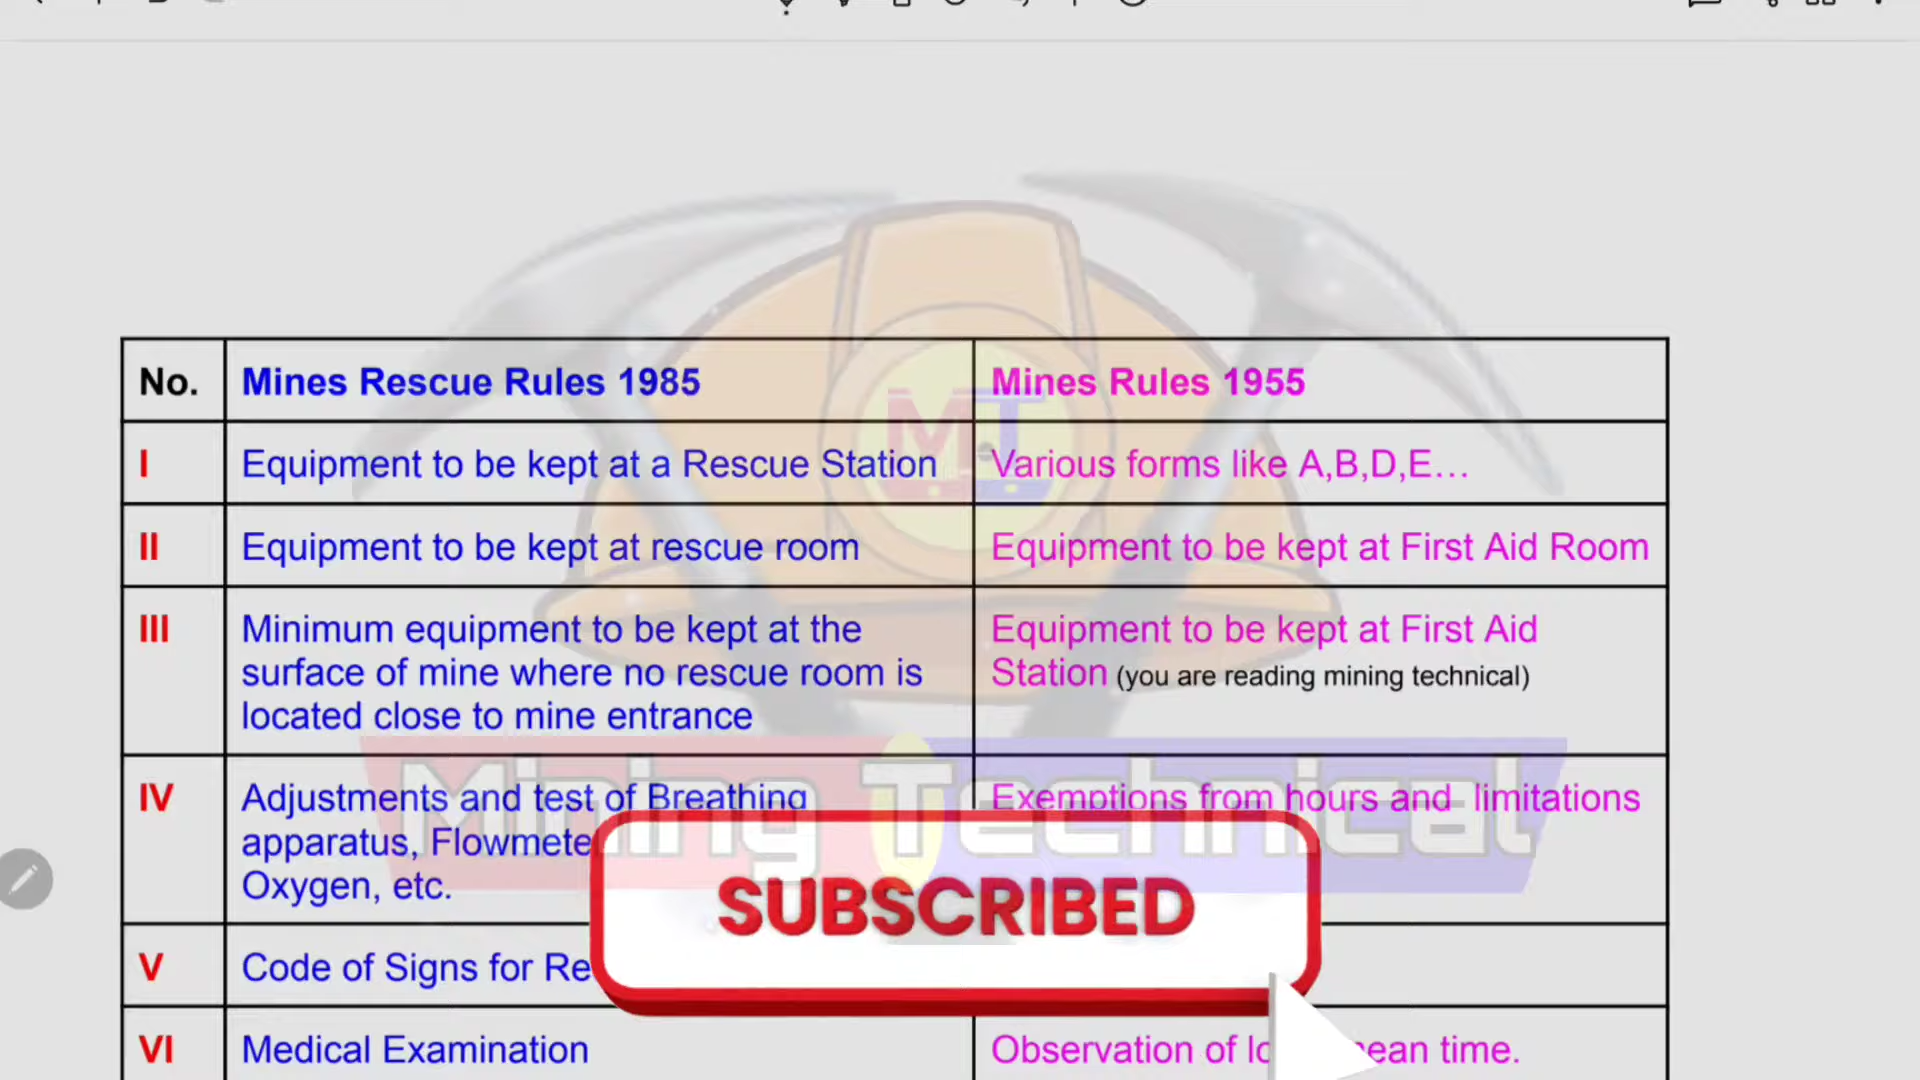 No. Mines Rescue Rules 1985 Mines Rules 1955
I Equipment to be kept at a Rescue Station Various forms like A,B,D,E...
II Equipment to be kept at rescue room Equipment to be kept at First Aid Room
III Minimum equipment to be kept at the
surface of mine where no rescue room is
located close to mine entrance
Equipment to be kept at First Aid
Station (you are reading mining technical)
IV Adjustments and test of Breathing
apparatus,
Oxygen, etc.
Exemptions from hours and limitations
V Code of Signs for
VI Medical Examination Observation of time.
MT
Mining Technical
SUBSCRIBED